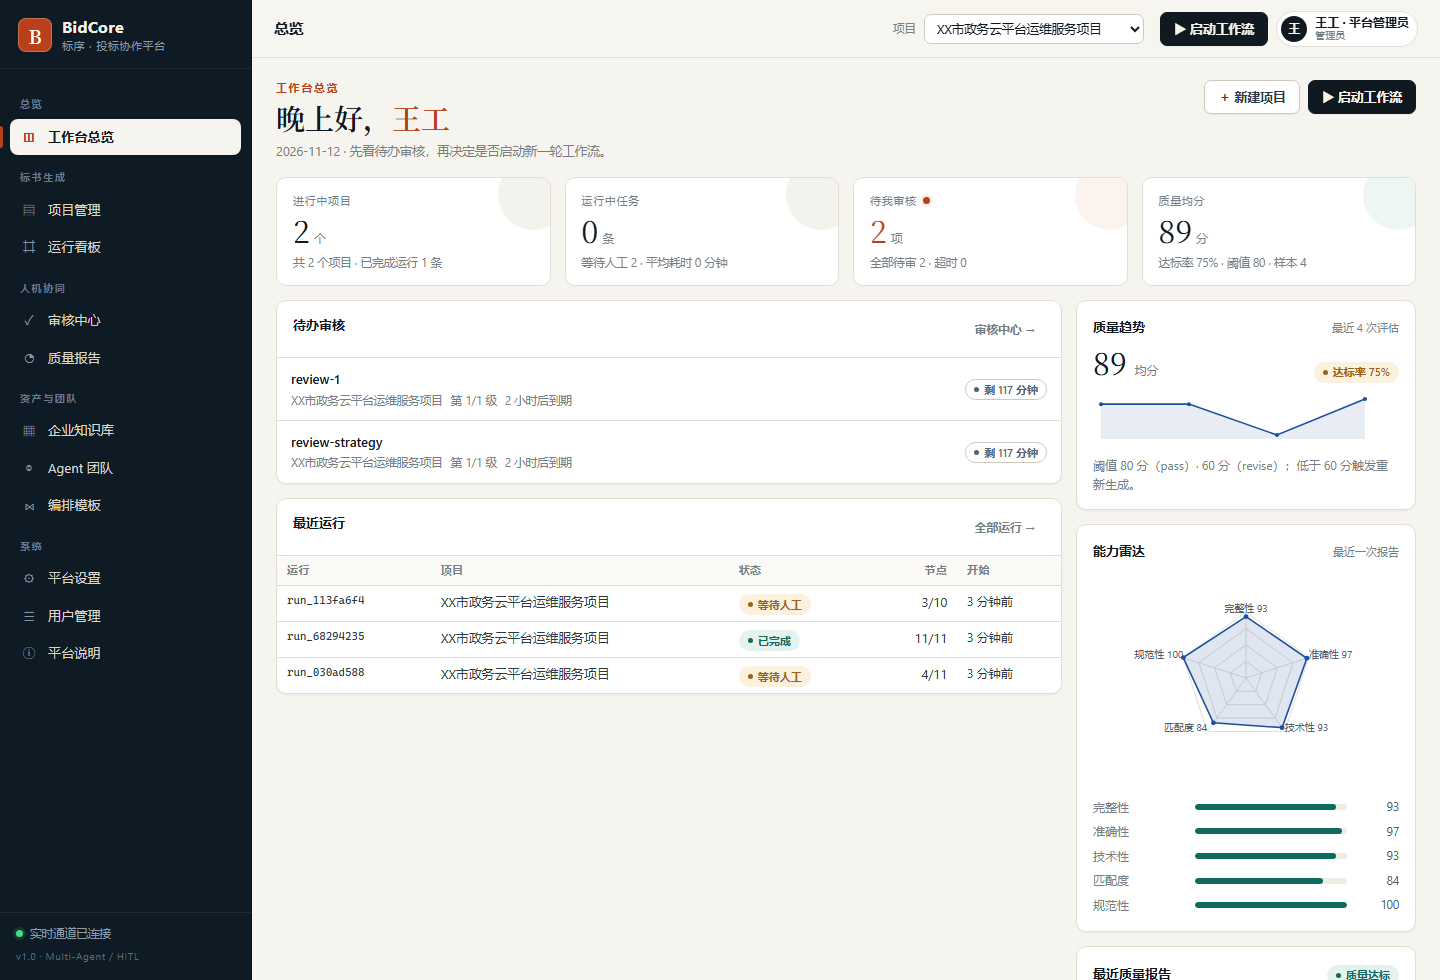 B
BidCore
标序 · 投标协作平台
总览
工作台总览
标书生成
项目管理
运行看板
人机协同
审核中心
质量报告
资产与团队
企业知识库
Agent 团队
编排模板
系统
平台设置
用户管理
平台说明
实时通道已连接
v1.0 · Multi-Agent / HITL
总览
项目
XX市政务云平台运维服务项目
▶ 启动工作流
王
王工 · 平台管理员
管理员
工作台总览
晚上好，王工
2026-11-12 · 先看待办审核，再决定是否启动新一轮工作流。
+ 新建项目
▶ 启动工作流
进行中项目
2 个
共 2 个项目 · 已完成运行 1 条
运行中任务
0 条
等待人工 2 · 平均耗时 0 分钟
待我审核
2 项
全部待审 2 · 超时 0
质量均分
89 分
达标率 75% · 阈值 80 · 样本 4
待办审核
审核中心 →
review-1
XX市政务云平台运维服务项目 第 1/1 级 2 小时后到期
剩 117 分钟
review-strategy
XX市政务云平台运维服务项目 第 1/1 级 2 小时后到期
剩 117 分钟
最近运行
全部运行 →
运行 项目 状态 节点 开始
run_113fa6f4 XX市政务云平台运维服务项目 等待人工 3/10 3 分钟前
run_68294235 XX市政务云平台运维服务项目 已完成 11/11 3 分钟前
run_030ad588 XX市政务云平台运维服务项目 等待人工 4/11 3 分钟前
质量趋势
最近 4 次评估
89 均分
达标率 75%
阈值 80 分（pass）· 60 分（revise）；低于 60 分触发重
新生成。
能力雷达
最近一次报告
完整性 93
规范性 100
准确性 97
匹配度 84
技术性 93
完整性 93
准确性 97
技术性 93
匹配度 84
规范性 100
最近质量报告
质量达标